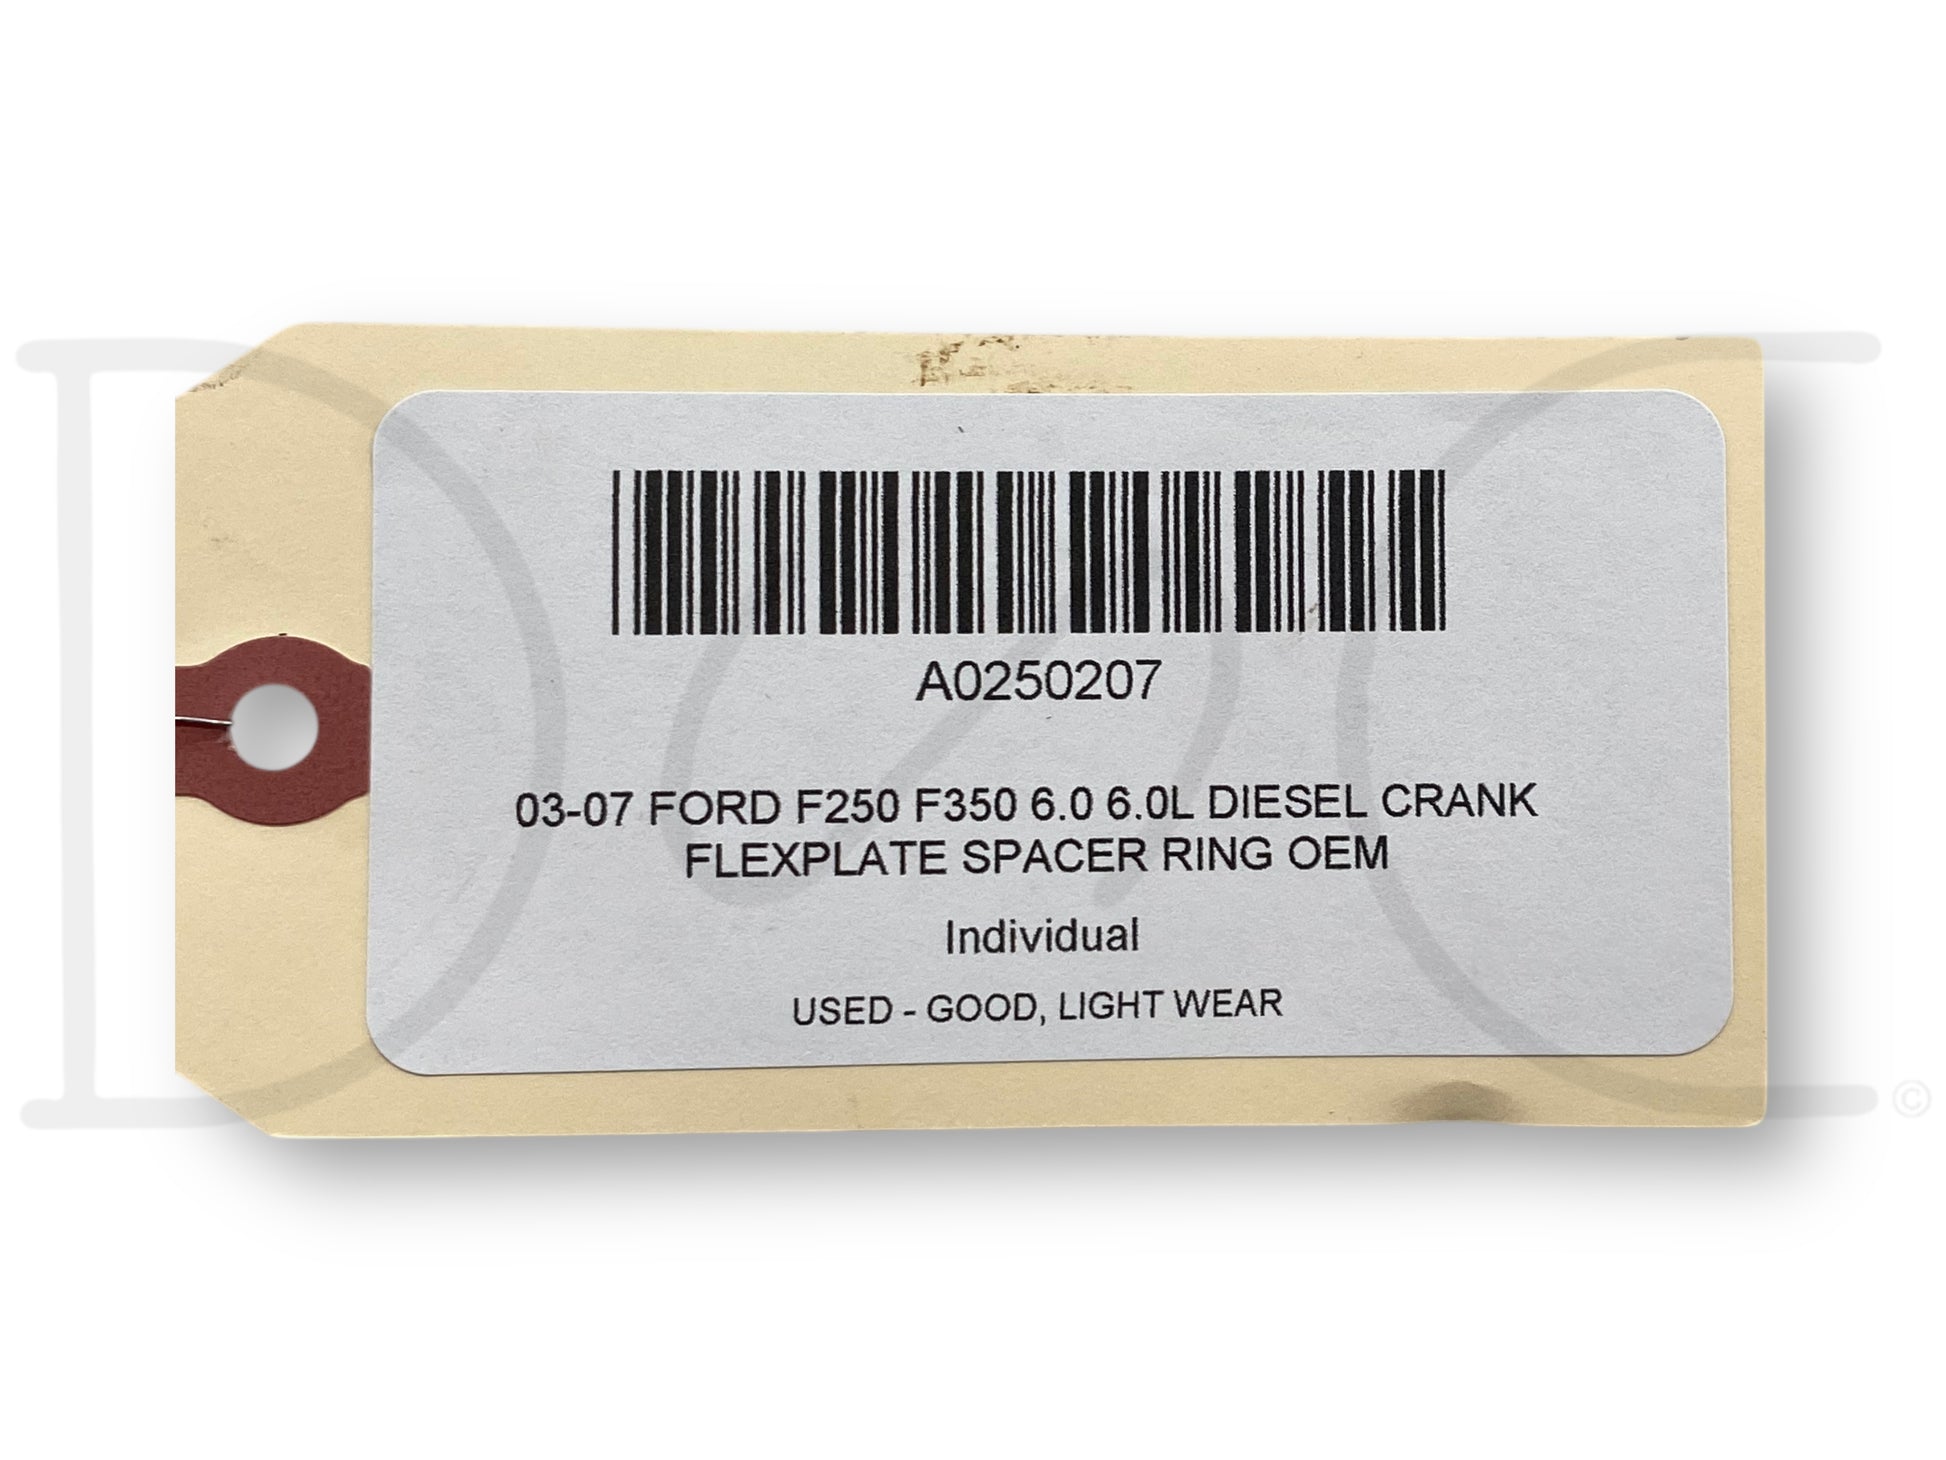 A0250207
03-07 FORD F250 F350 6.0 6.0L DIESEL CRANK
FLEXPLATE SPACER RING OEM
Individual
USED - GOOD, LIGHT WEAR
©